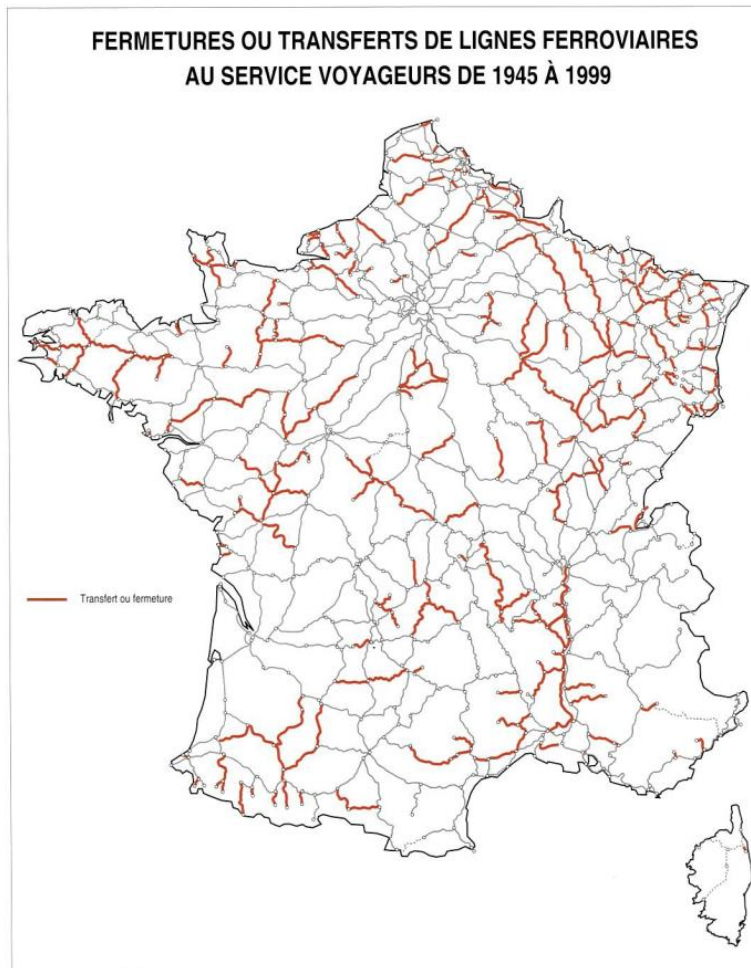 FERMETURES OU TRANSFERTS DE LIGNES FERROVIAIRES
AU SERVICE VOYAGEURS DE 1945 À 1999
Transfert ou fermeture